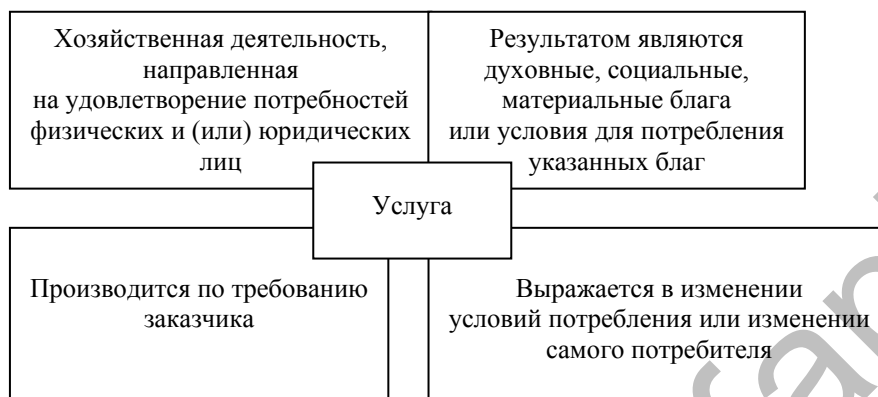 Хозяйственная деятельность,
направленная
на удовлетворение потребностей
физических и (или) юридических
лиц
Результатом являются
духовные, социальные,
материальные блага
или условия для потребления
указанных благ
Услуга
Производится по требованию
заказчика
Выражается в изменении
условий потребления или изменении
самого потребителя